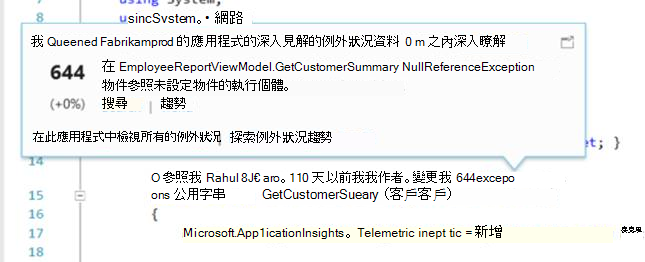 7 using System;
8 usincSvstem。• 網路
我 Queened Fabrikamprod 的應用程式的深入見解的例外狀況資料 0 m 之內深入瞭解
644 在 EmployeeReportViewModel.GetCustomerSummary NullReferenceException
(+0%) 物件參照未設定物件的執行個體。
搜尋 | 趨勢
在此應用程式中檢視所有的例外狀況 | 探索例外狀況趨勢
et; }
14
O 參照我 Rahul 8J€ aro。110 天以前我我作者。變更我 644excepo
15 ons 公用字串 GetCustomerSueary（客戶客戶）
16 {
17 Microsoft.App1icationInsights。Telemetric inept tic = 新增
18